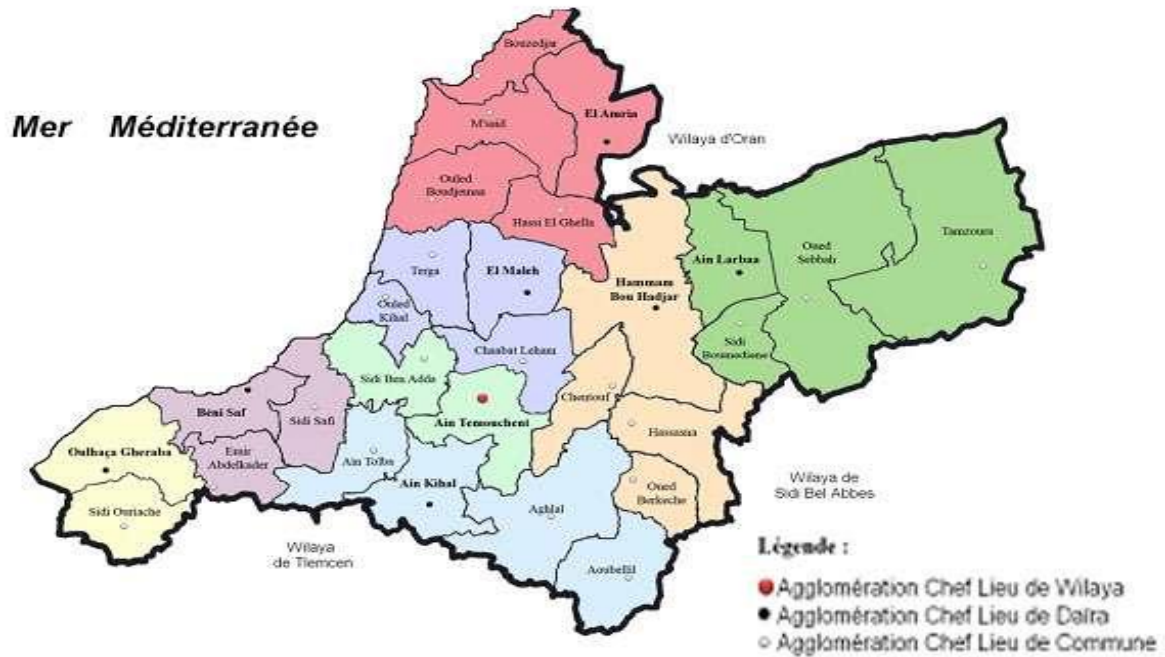 Bouzedjar
Mer Méditerranée
M'said
El Amria
Wilaya d'Oran
Ouled
Boudjemaa
Hassi El Ghella
Tamzoura
Oued
Sebbah
Ain Larbaa
Terga
El Maleh
Hammam
Bou Hadjar
Ouled
Kihal
Sidi
Boumediene
Chaabat Leham
Sidi Ben Adda
Chentouf
Béni Saf
Sidi Safi
Ain Temouchent
Hassasna
Oulhaça Gheraba
Emir
Abdelkader
Ain Tolba
Ain Kihal
Oued
Berkeche
Wilaya de
Sidi Bel Abbes
Sidi Ouriache
Aghlal
Wilaya
de Tlemcen
Aoubellil
Légende :
Agglomération Chef Lieu de Wilaya
Agglomération Chef Lieu de Daïra
Agglomération Chef Lieu de Commune